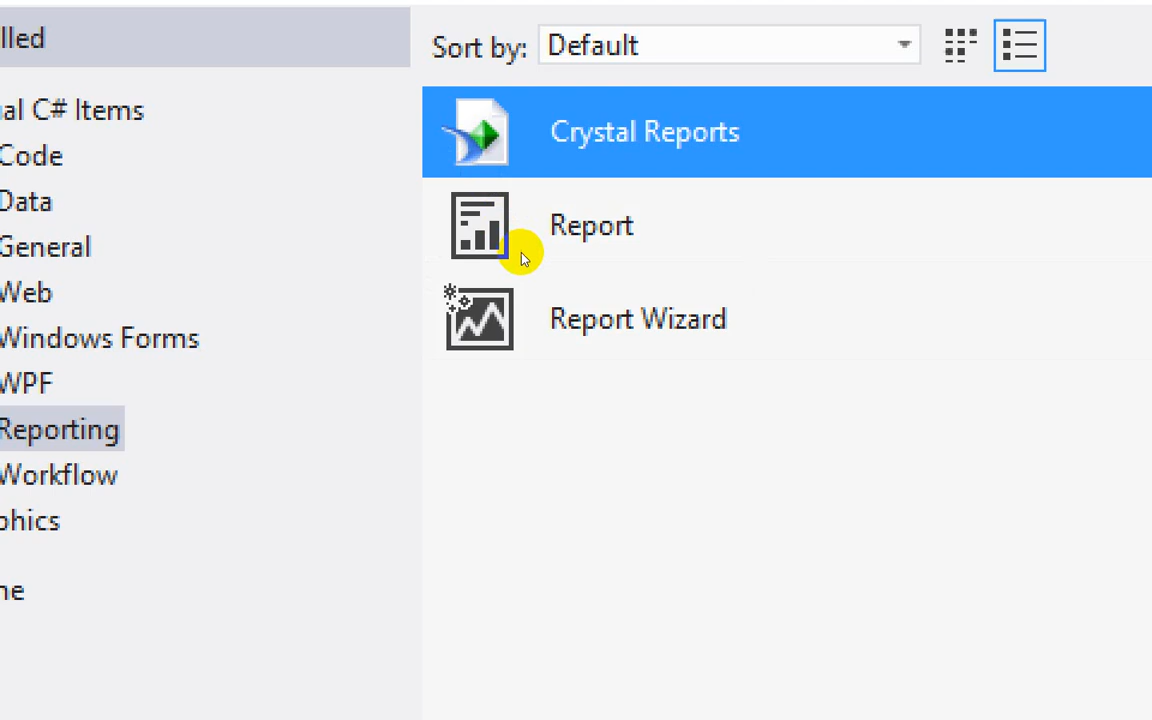 lled
al C# Items
Code
Data
General
Web
Windows Forms
WPF
Reporting
Workflow
phics
ne
Sort by: Default
Crystal Reports
Report
Report Wizard